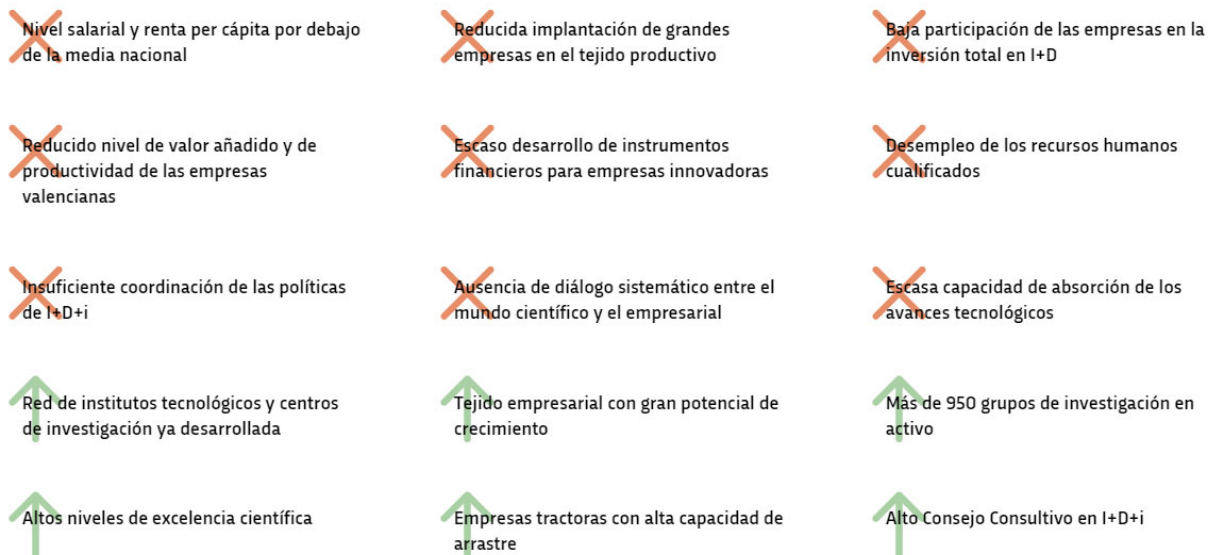 Nivel salarial y renta per cápita por debajo
de la media nacional
Reducida implantación de grandes
empresas en el tejido productivo
Baja participación de las empresas en la
inversión total en I+D
Reducido nivel de valor añadido y de
productividad de las empresas
valencianas
Escaso desarrollo de instrumentos
financieros para empresas innovadoras
Desempleo de los recursos humanos
cualificados
Insuficiente coordinación de las políticas
de I+D+i
Ausencia de diálogo sistemático entre el
mundo científico y el empresarial
Escasa capacidad de absorción de los
avances tecnológicos
Red de institutos tecnológicos y centros
de investigación ya desarrollada
Tejido empresarial con gran potencial de
crecimiento
Más de 950 grupos de investigación en
activo
Altos niveles de excelencia científica
Empresas tractoras con alta capacidad de
arrastre
Alto Consejo Consultivo en I+D+i